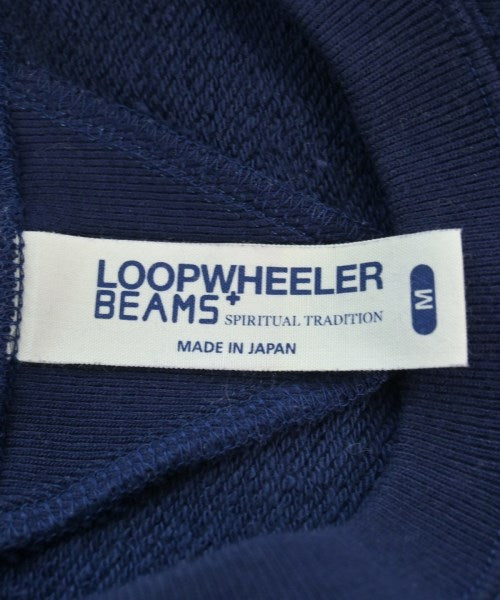 LOOPWHEELER
BEAMS+ SPIRITUAL TRADITION
MADE IN JAPAN
M